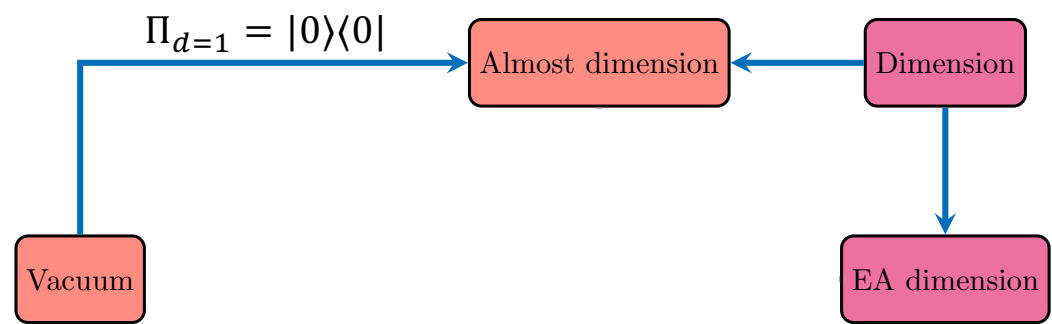 Π_{d=1} = |0⟩⟨0|
Almost dimension
Dimension
Vacuum
EA dimension